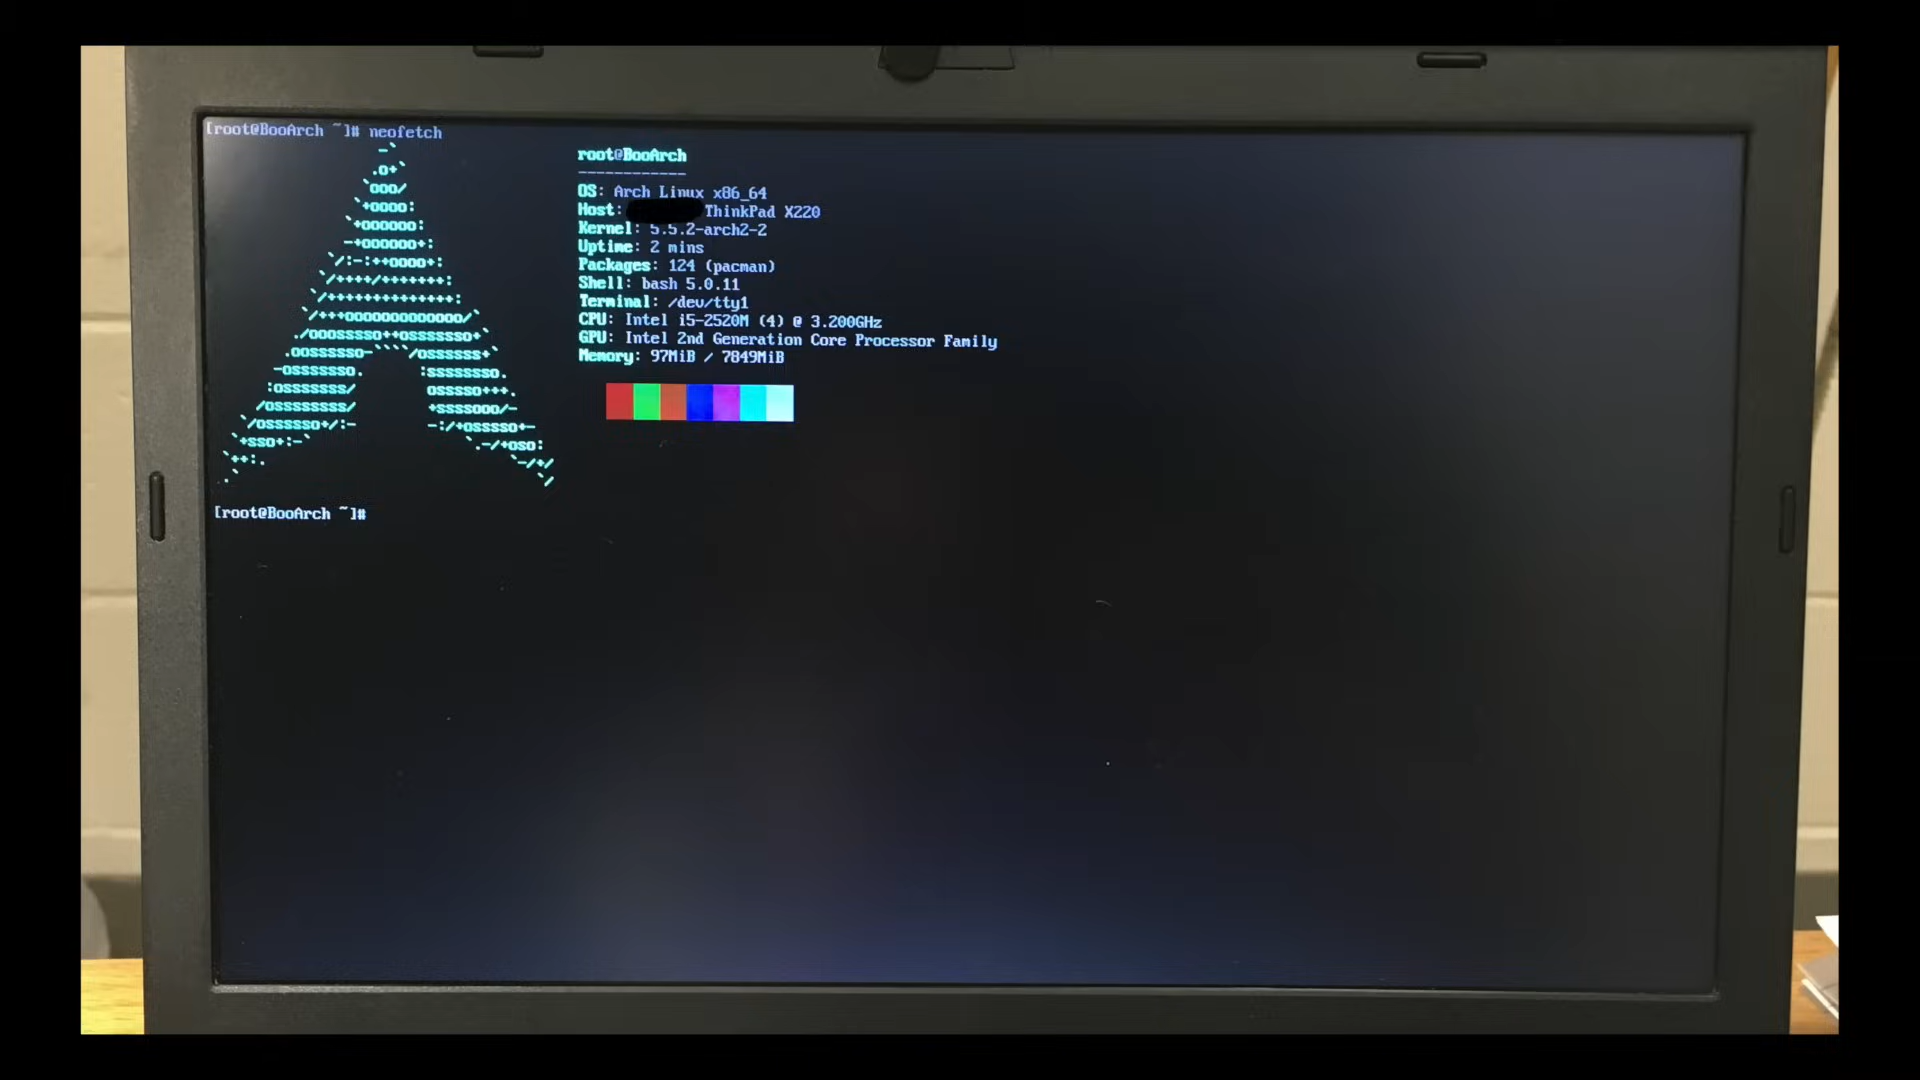 [root@BooArch ~]# neofetch
root@BooArch
------------
OS: Arch Linux x86_64
Host: ThinkPad X220
Kernel: 5.5.2-arch2-2
Uptime: 2 mins
Packages: 124 (pacman)
Shell: bash 5.0.11
Terminal: /dev/tty1
CPU: Intel i5-2520M (4) @ 3.200GHz
GPU: Intel 2nd Generation Core Processor Family
Memory: 97MiB / 7849MiB
[root@BooArch ~]#